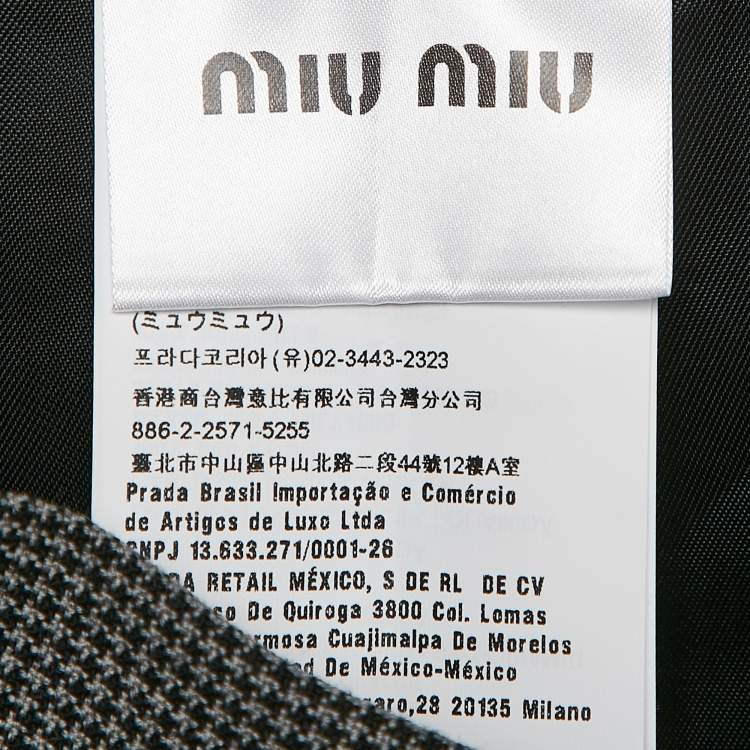 miu miu
(ミュウミュウ)
프라다코리아(유)02-3443-2323
香港商台灣意比有限公司台灣分公司
886-2-2571-5255
臺北市中山區中山北路二段44號12樓A室
Prada Brasil Importação e Comércio
de Artigos de Luxo Ltda
CNPJ 13.633.271/0001-26
RETAIL MÉXICO, S DE RL DE CV
De Quiroga 3800 Col. Lomas
Cuajimalpa De Morelos
De México-México
,28 20135 Milano